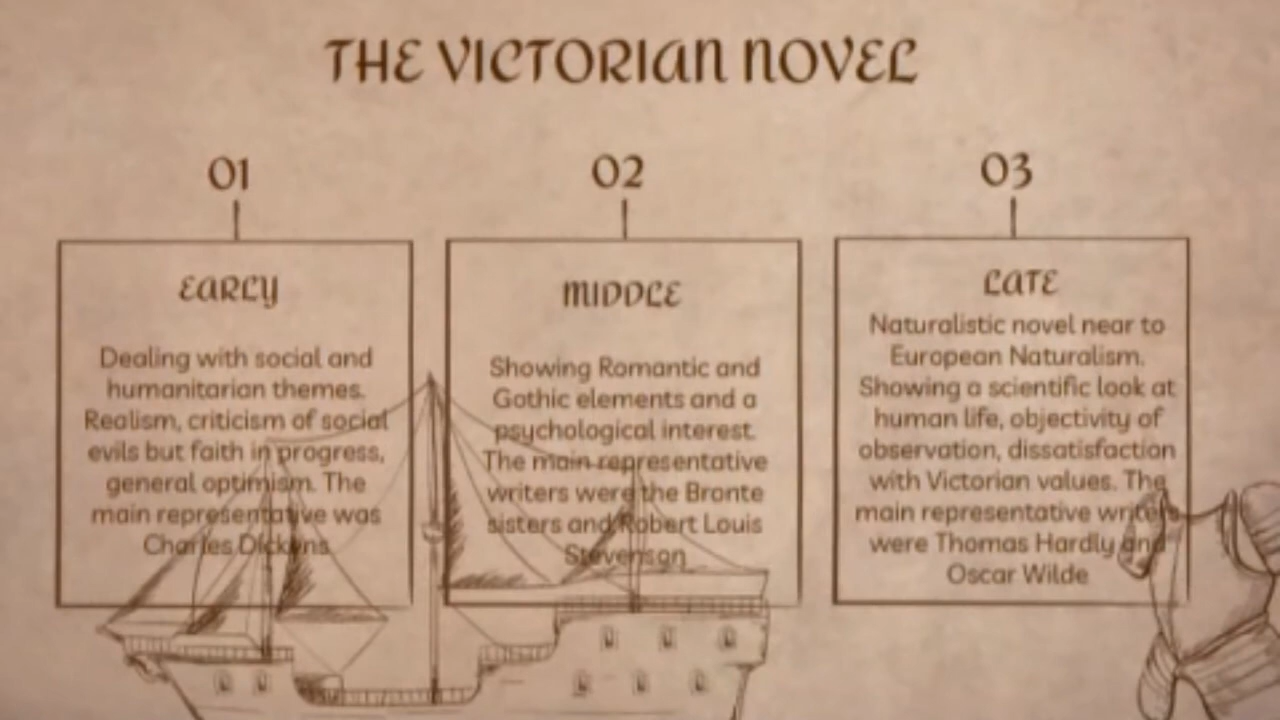 THE VICTORIAN NOVEL
01
EARLY
Dealing with social and
humanitarian themes.
Realism, criticism of social
evils but faith in progress,
general optimism. The
main representative was
Charles Dickens
02
MIDDLE
Showing Romantic and
Gothic elements and a
psychological interest.
The main representative
writers were the Bronte
sisters and Robert Louis
Stevenson
03
LATE
Naturalistic novel near to
European Naturalism.
Showing a scientific look at
human life, objectivity of
observation, dissatisfaction
with Victorian values. The
main representative writers
were Thomas Hardly and
Oscar Wilde